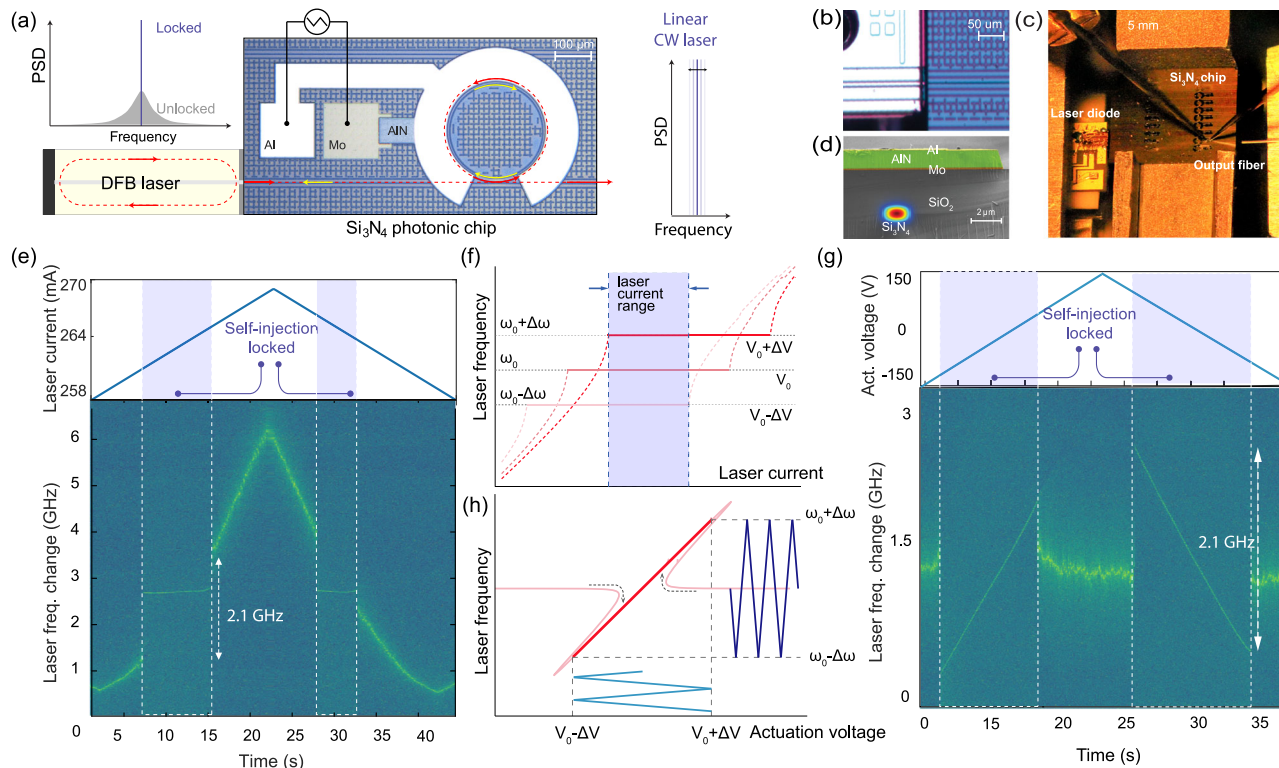 (a)
Locked
Unlocked
PSD
Frequency
DFB laser
100 µm
Al
Mo
AlN
Si₃N₄ photonic chip
Linear
CW laser
PSD
Frequency
(b)
50 µm
(c)
5 mm
Si₃N₄ chip
Laser diode
Output fiber
(d)
Al
AlN
Mo
SiO₂
2 µm
Si₃N₄
(e)
Laser current (mA)
270
264
258
Self-injection
locked
Laser freq. change (GHz)
6
5
4
3
2
1
0
2.1 GHz
5
10
15
20
25
30
35
40
Time (s)
(f)
laser
current
range
Laser frequency
ω₀+Δω
ω₀
ω₀-Δω
V₀+ΔV
V₀
V₀-ΔV
Laser current
(h)
Laser frequency
ω₀+Δω
ω₀-Δω
V₀-ΔV
V₀+ΔV
Actuation voltage
(g)
Act. voltage (V)
150
0
-150
Self-injection
locked
Laser freq. change (GHz)
3
1.5
0
2.1 GHz
0
10
15
20
25
30
35
Time (s)